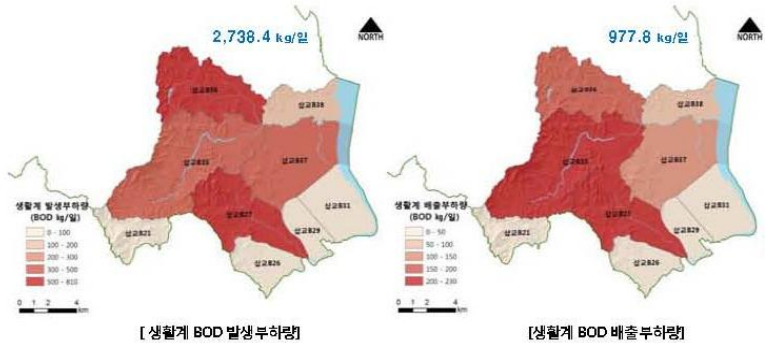 2,738.4 kg/일
NORTH
삽교B36
삽교B38
삽교B35
삽교B37
삽교B27
삽교B31
삽교B21
삽교B29
삽교B26
생활계 발생부하량
(BOD kg/일)
0 - 100
100 - 200
200 - 300
300 - 500
500 - 810
0 1 2 4
km
[ 생활계 BOD 발생부하량]
977.8 kg/일
NORTH
삽교B36
삽교B38
삽교B35
삽교B37
삽교B27
삽교B31
삽교B21
삽교B29
삽교B26
생활계 배출부하량
(BOD kg/일)
0 - 50
50 - 100
100 - 150
150 - 200
200 - 230
0 1 2 4
km
[생활계 BOD 배출부하량]